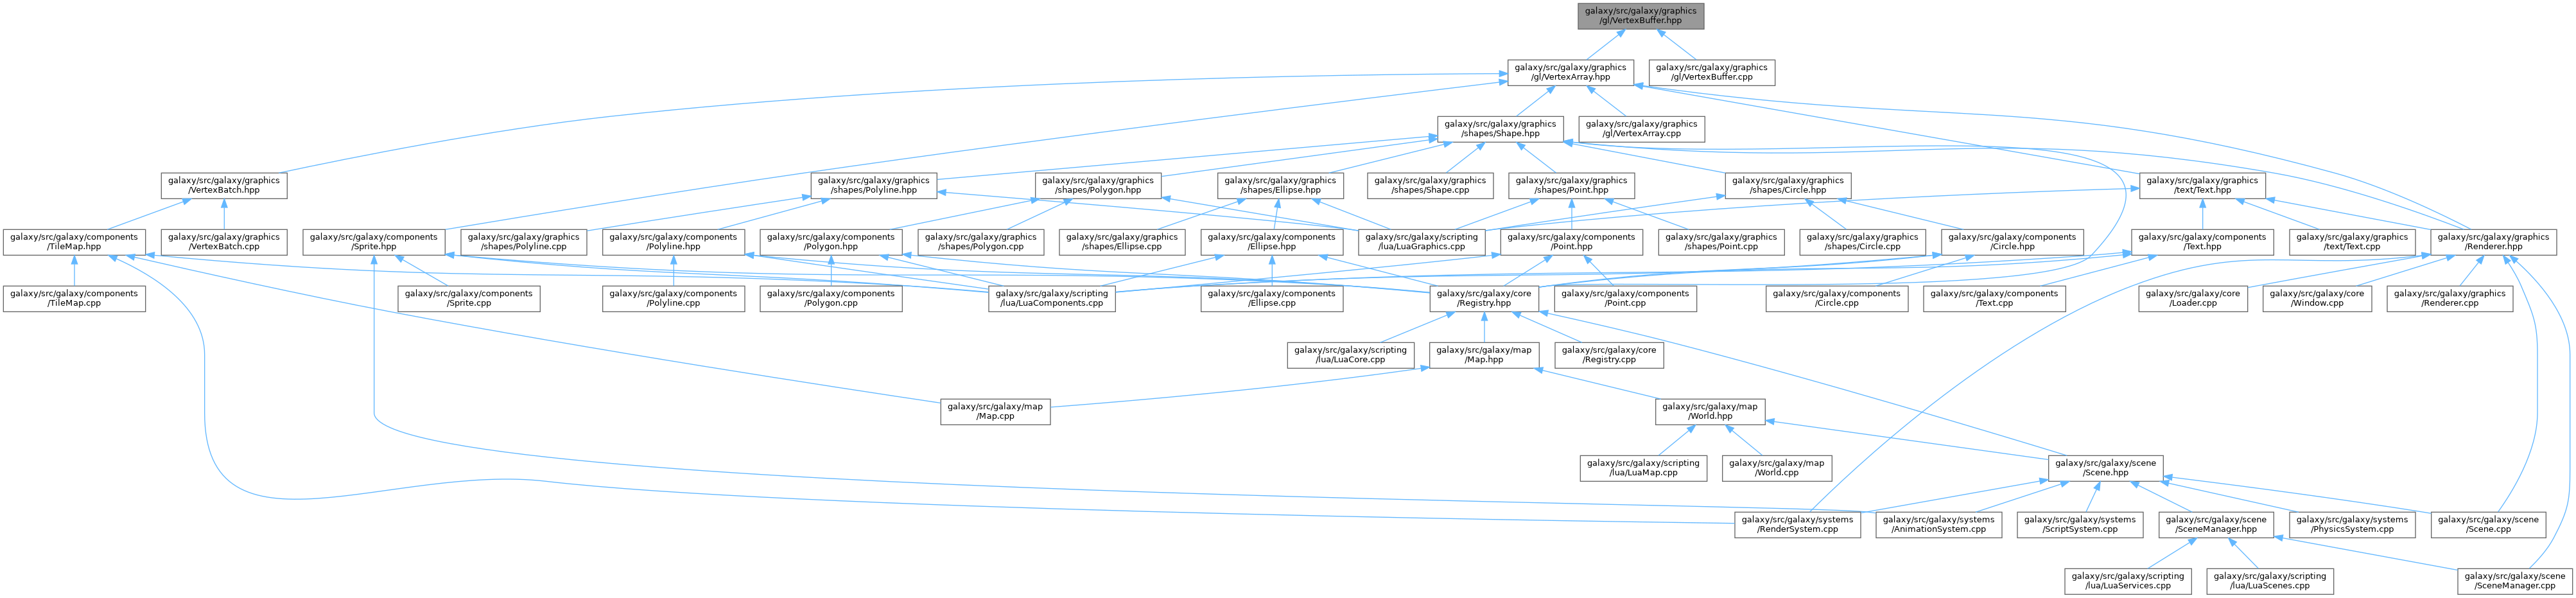 galaxy/src/galaxy/graphics
/gl/VertexBuffer.hpp
galaxy/src/galaxy/graphics
/gl/VertexArray.hpp
galaxy/src/galaxy/graphics
/gl/VertexBuffer.cpp
galaxy/src/galaxy/graphics
/shapes/Shape.hpp
galaxy/src/galaxy/graphics
/gl/VertexArray.cpp
galaxy/src/galaxy/graphics
/VertexBatch.hpp
galaxy/src/galaxy/graphics
/shapes/Polyline.hpp
galaxy/src/galaxy/graphics
/shapes/Polygon.hpp
galaxy/src/galaxy/graphics
/shapes/Ellipse.hpp
galaxy/src/galaxy/graphics
/shapes/Shape.cpp
galaxy/src/galaxy/graphics
/shapes/Point.hpp
galaxy/src/galaxy/graphics
/shapes/Circle.hpp
galaxy/src/galaxy/graphics
/text/Text.hpp
galaxy/src/galaxy/components
/TileMap.hpp
galaxy/src/galaxy/graphics
/VertexBatch.cpp
galaxy/src/galaxy/components
/Sprite.hpp
galaxy/src/galaxy/graphics
/shapes/Polyline.cpp
galaxy/src/galaxy/components
/Polyline.hpp
galaxy/src/galaxy/components
/Polygon.hpp
galaxy/src/galaxy/graphics
/shapes/Polygon.cpp
galaxy/src/galaxy/graphics
/shapes/Ellipse.cpp
galaxy/src/galaxy/components
/Ellipse.hpp
galaxy/src/galaxy/scripting
/lua/LuaGraphics.cpp
galaxy/src/galaxy/components
/Point.hpp
galaxy/src/galaxy/graphics
/shapes/Point.cpp
galaxy/src/galaxy/graphics
/shapes/Circle.cpp
galaxy/src/galaxy/components
/Circle.hpp
galaxy/src/galaxy/components
/Text.hpp
galaxy/src/galaxy/graphics
/text/Text.cpp
galaxy/src/galaxy/graphics
/Renderer.hpp
galaxy/src/galaxy/components
/TileMap.cpp
galaxy/src/galaxy/components
/Sprite.cpp
galaxy/src/galaxy/components
/Polyline.cpp
galaxy/src/galaxy/components
/Polygon.cpp
galaxy/src/galaxy/scripting
/lua/LuaComponents.cpp
galaxy/src/galaxy/components
/Ellipse.cpp
galaxy/src/galaxy/core
/Registry.hpp
galaxy/src/galaxy/components
/Point.cpp
galaxy/src/galaxy/components
/Circle.cpp
galaxy/src/galaxy/components
/Text.cpp
galaxy/src/galaxy/core
/Loader.cpp
galaxy/src/galaxy/core
/Window.cpp
galaxy/src/galaxy/graphics
/Renderer.cpp
galaxy/src/galaxy/scripting
/lua/LuaCore.cpp
galaxy/src/galaxy/map
/Map.hpp
galaxy/src/galaxy/core
/Registry.cpp
galaxy/src/galaxy/map
/Map.cpp
galaxy/src/galaxy/map
/World.hpp
galaxy/src/galaxy/scripting
/lua/LuaMap.cpp
galaxy/src/galaxy/map
/World.cpp
galaxy/src/galaxy/scene
/Scene.hpp
galaxy/src/galaxy/systems
/RenderSystem.cpp
galaxy/src/galaxy/systems
/AnimationSystem.cpp
galaxy/src/galaxy/systems
/ScriptSystem.cpp
galaxy/src/galaxy/scene
/SceneManager.hpp
galaxy/src/galaxy/systems
/PhysicsSystem.cpp
galaxy/src/galaxy/scene
/Scene.cpp
galaxy/src/galaxy/scripting
/lua/LuaServices.cpp
galaxy/src/galaxy/scripting
/lua/LuaScenes.cpp
galaxy/src/galaxy/scene
/SceneManager.cpp